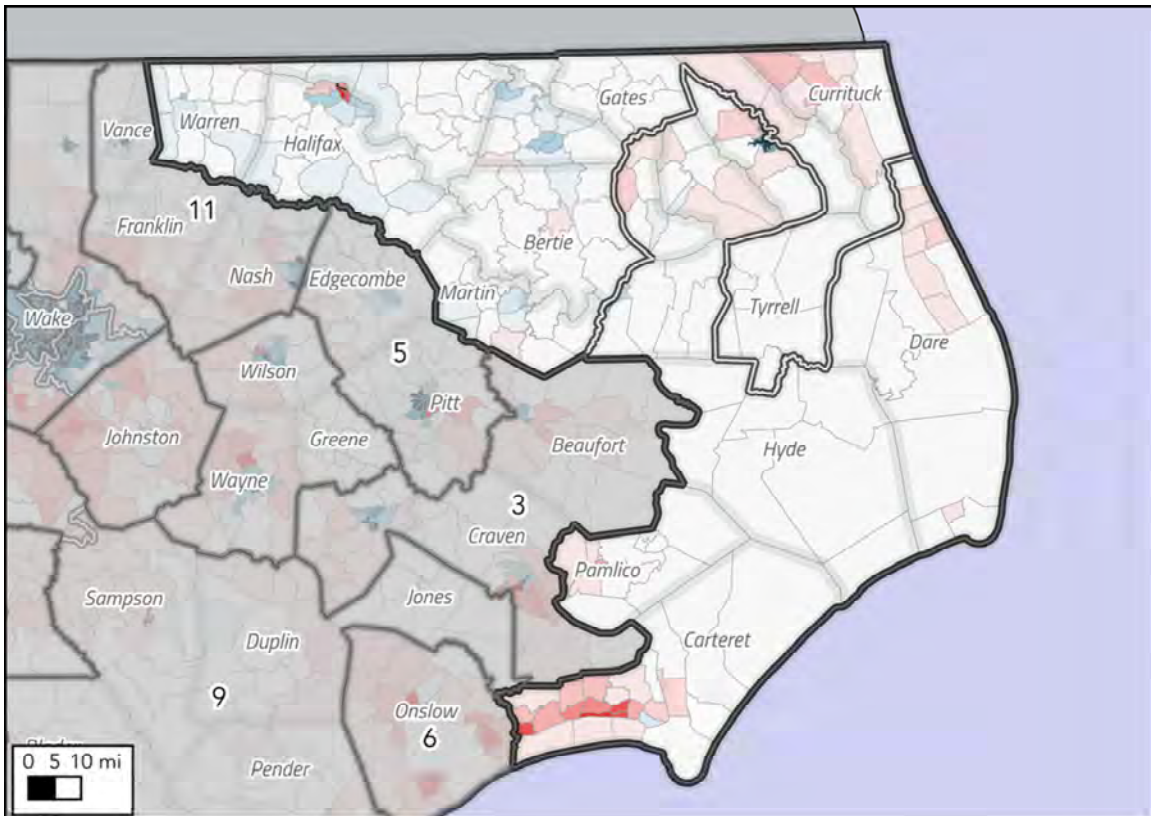 Gates
Currituck
Vance
Warren
Halifax
11
Franklin
Bertie
Nash
Edgecombe
Martin
Tyrrell
Wake
Dare
5
Wilson
Pitt
Johnston
Greene
Beaufort
Hyde
Wayne
3
Craven
Pamlico
Sampson
Jones
Duplin
Carteret
9
Onslow
6
0 5 10 mi
Pender